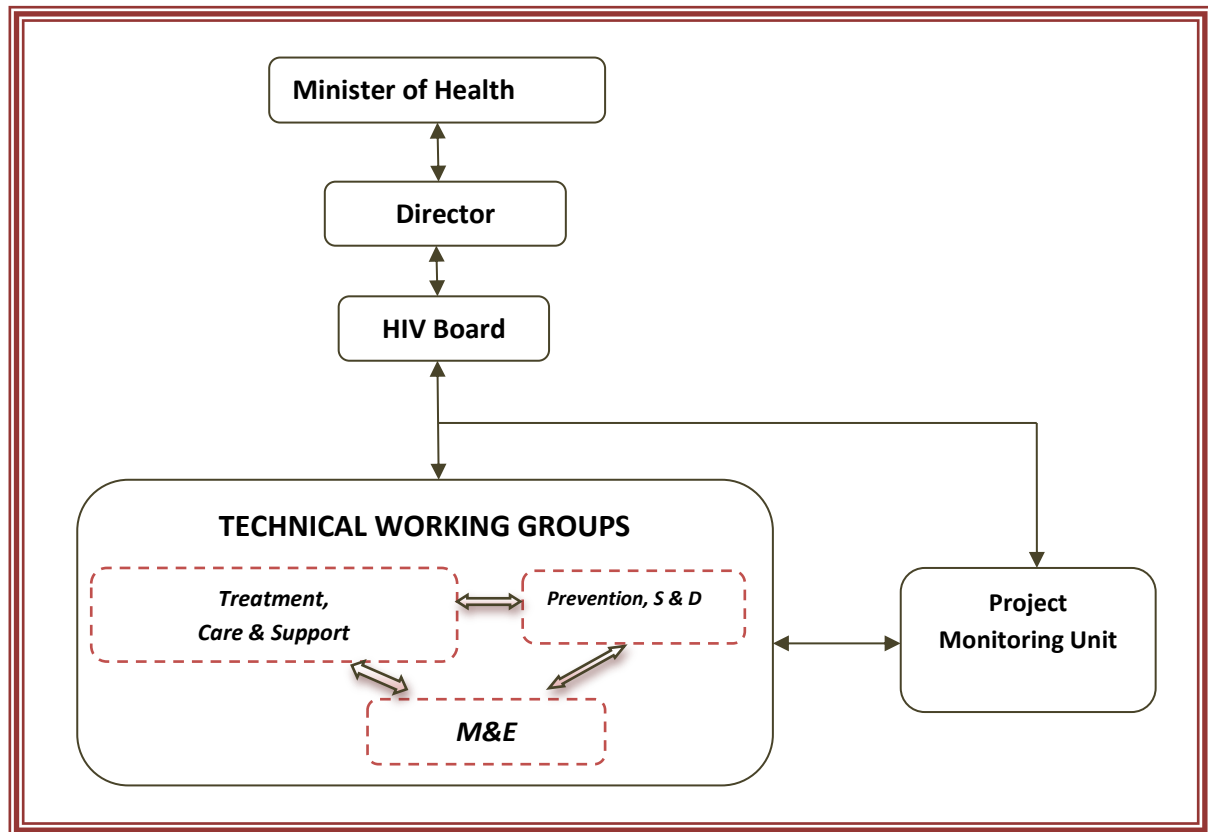 Minister of Health
Director
HIV Board
TECHNICAL WORKING GROUPS
Treatment,
Care & Support
Prevention, S & D
M&E
Project
Monitoring Unit